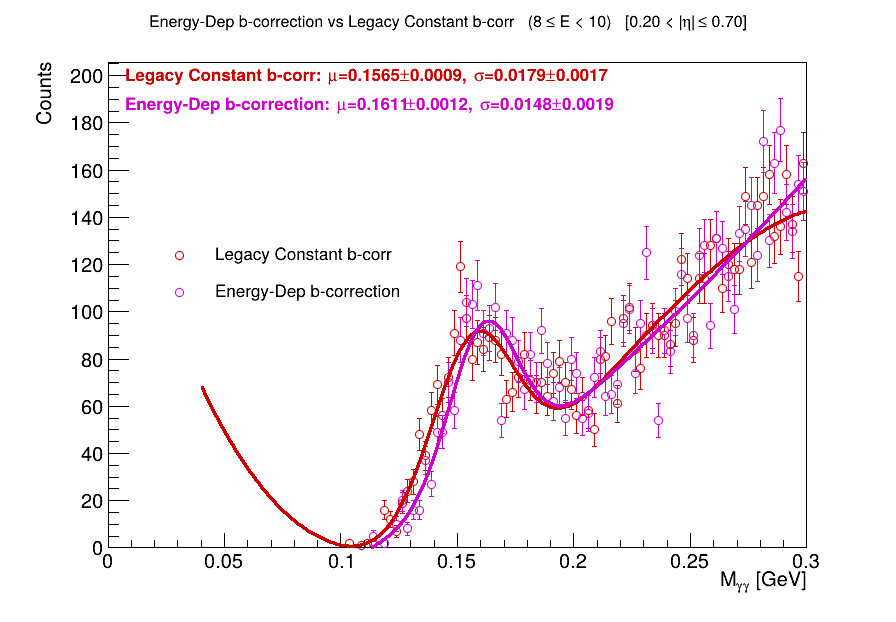 Energy-Dep b-correction vs Legacy Constant b-corr (8 ≤ E < 10) [0.20 < |η| ≤ 0.70]
Counts
Legacy Constant b-corr: μ=0.1565±0.0009, σ=0.0179±0.0017
Energy-Dep b-correction: μ=0.1611±0.0012, σ=0.0148±0.0019
Legacy Constant b-corr
Energy-Dep b-correction
200
180
160
140
120
100
80
60
40
20
0
0 0.05 0.1 0.15 0.2 0.25 0.3
Mγγ [GeV]